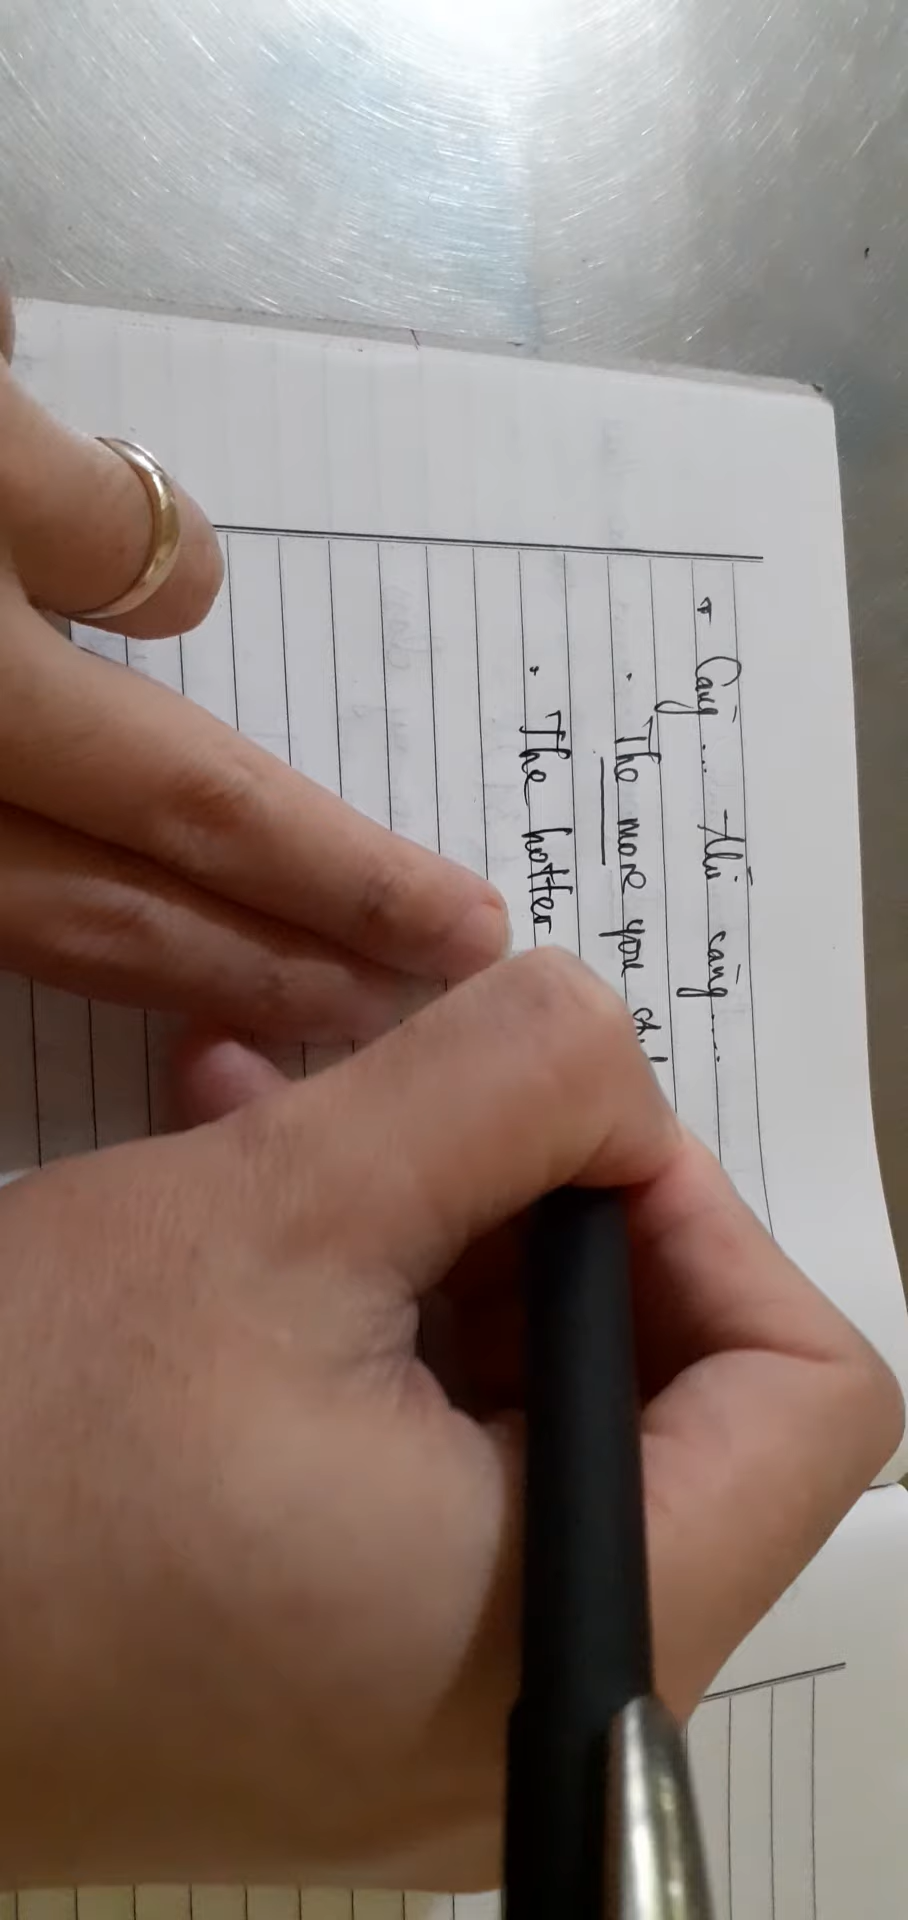 * Càng ... thì càng .....
· The more you
· The hotter